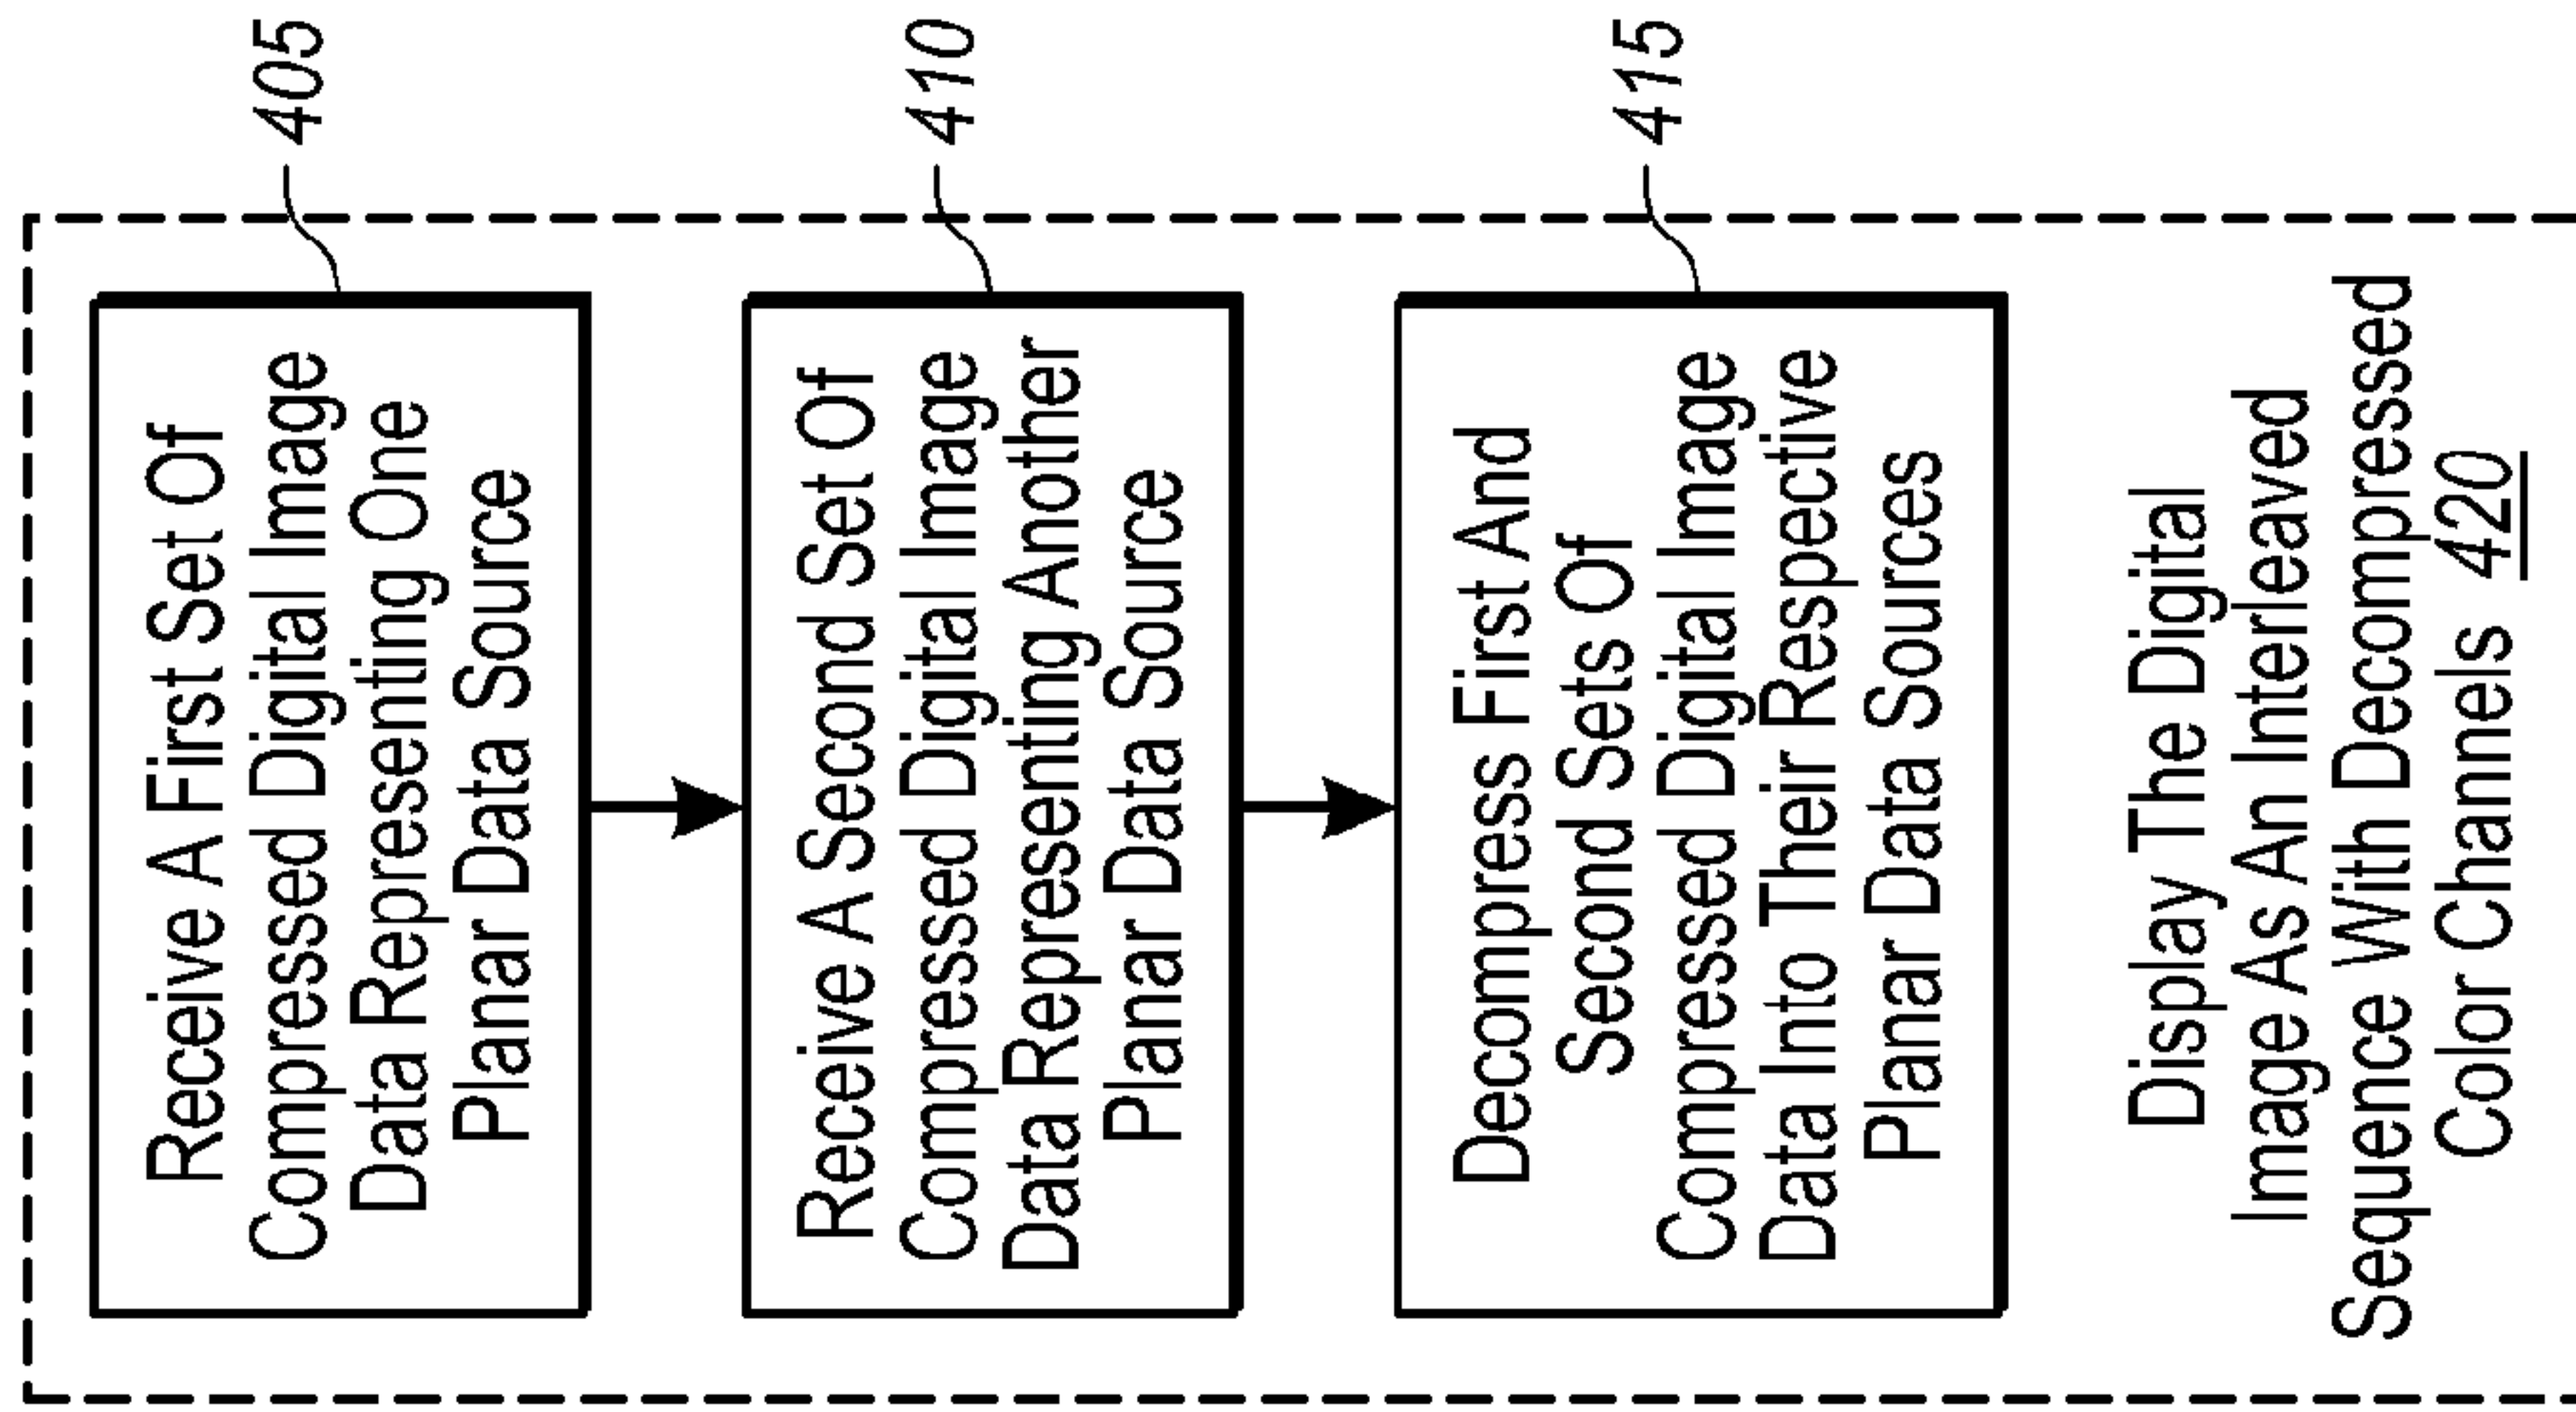 Receive A First Set Of
Compressed Digital Image
Data Representing One
Planar Data Source
405
Receive A Second Set Of
Compressed Digital Image
Data Representing Another
Planar Data Source
410
Decompress First And
Second Sets Of
Compressed Digital Image
Data Into Their Respective
Planar Data Sources
415
Display The Digital
Image As An Interleaved
Sequence With Decompressed
Color Channels 420